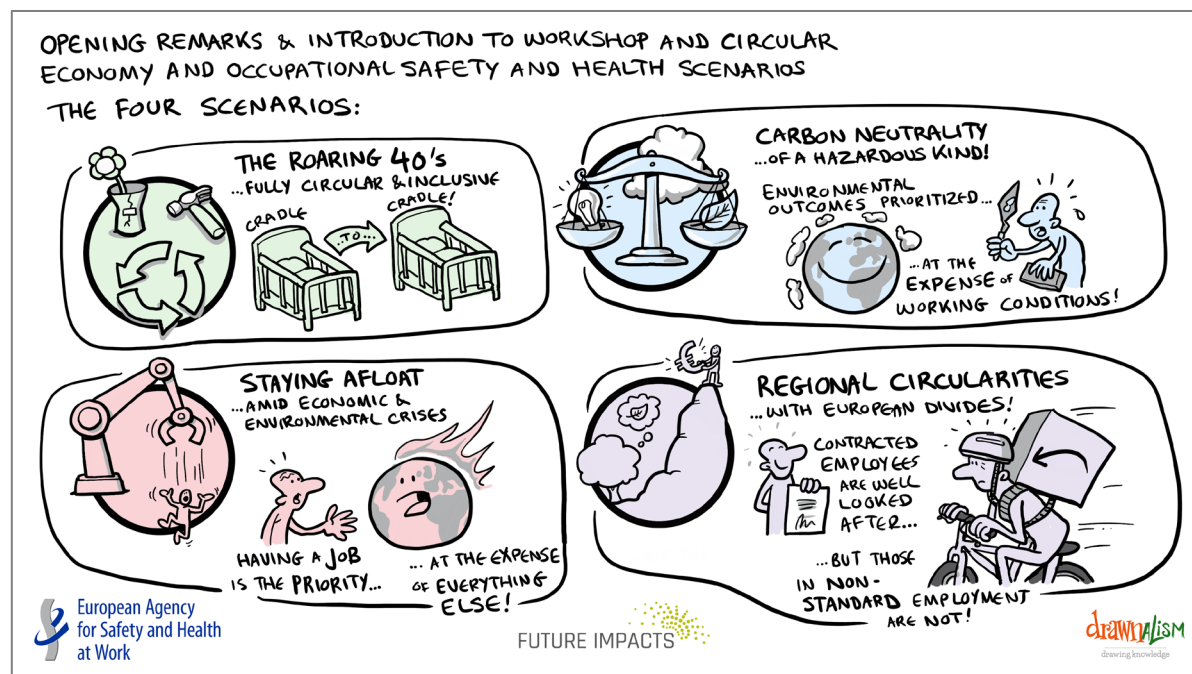 OPENING REMARKS & INTRODUCTION TO WORKSHOP AND CIRCULAR
ECONOMY AND OCCUPATIONAL SAFETY AND HEALTH SCENARIOS
THE FOUR SCENARIOS:
THE ROARING 40's
...FULLY CIRCULAR & INCLUSIVE
CRADLE
...TO...
CRADLE!
CARBON NEUTRALITY
...OF A HAZARDOUS KIND!
ENVIRONMENTAL
OUTCOMES PRIORITIZED...
...AT THE
EXPENSE OF
WORKING CONDITIONS!
STAYING AFLOAT
...AMID ECONOMIC &
ENVIRONMENTAL CRISES
HAVING A JOB
IS THE PRIORITY...
... AT THE EXPENSE
OF EVERYTHING
ELSE!
€
REGIONAL CIRCULARITIES
...WITH EUROPEAN DIVIDES!
CONTRACTED
EMPLOYEES
ARE WELL
LOOKED
AFTER...
...BUT THOSE
IN NON-
STANDARD EMPLOYMENT
ARE NOT!
European Agency
for Safety and Health
at Work
FUTURE IMPACTS
drawnalism
drawing knowledge